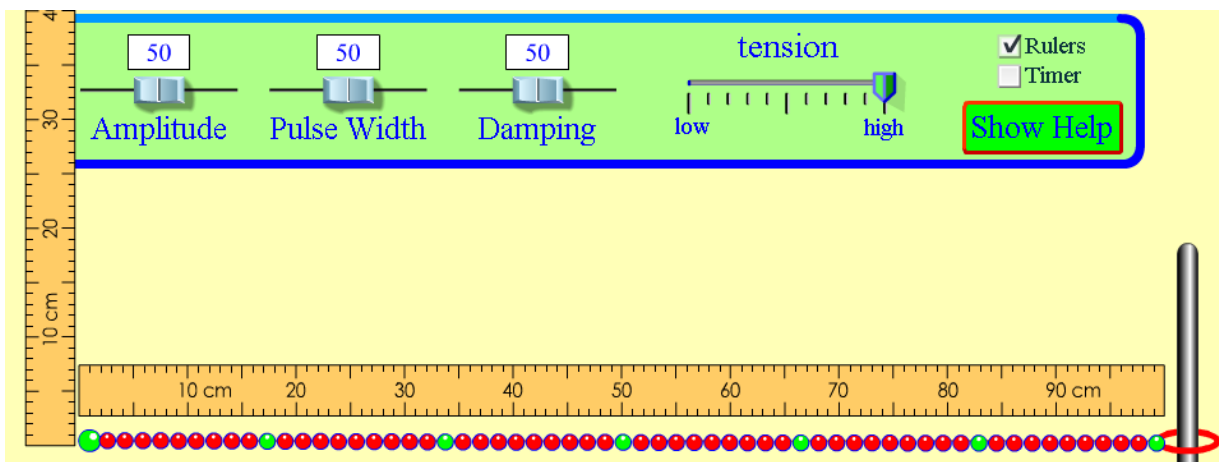 50 50 50 tension Rulers
Timer
Amplitude Pulse Width Damping low high Show Help
40
30
20
10 cm
10 cm 20 30 40 50 60 70 80 90 cm